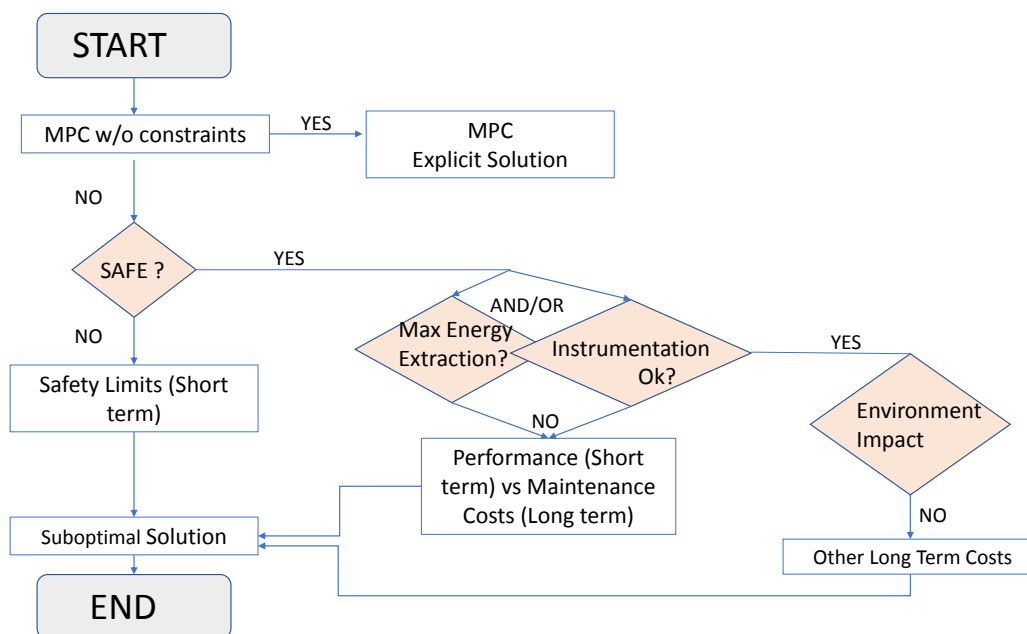 START
MPC w/o constraints
YES
MPC
Explicit Solution
NO
SAFE ?
YES
AND/OR
Max Energy
Extraction?
Instrumentation
Ok?
YES
Environment
Impact
NO
Safety Limits (Short
term)
NO
Performance (Short
term) vs Maintenance
Costs (Long term)
NO
Other Long Term Costs
Suboptimal Solution
END